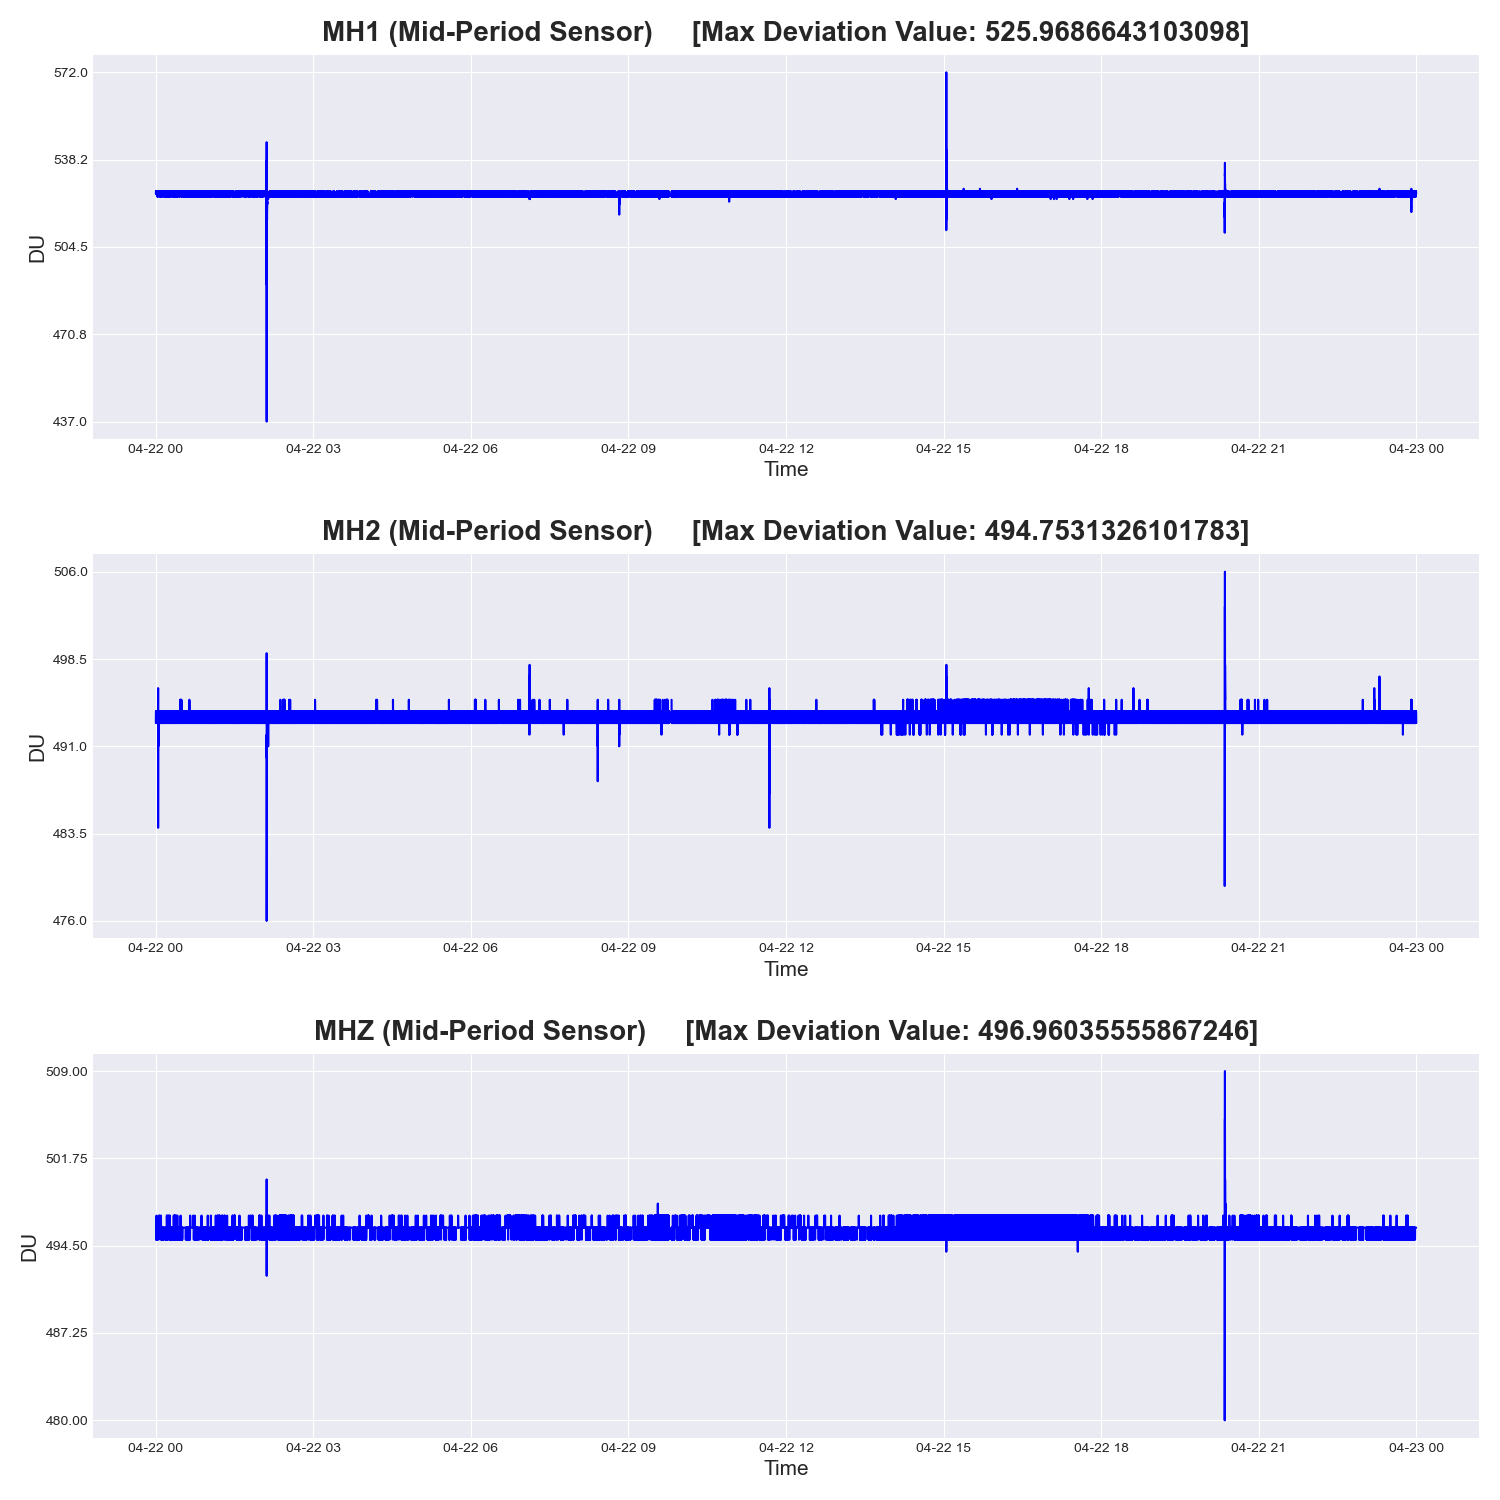 MH1 (Mid-Period Sensor) [Max Deviation Value: 525.9686643103098]
572.0
538.2
504.5
470.8
437.0
DU
04-22 00 04-22 03 04-22 06 04-22 09 04-22 12 04-22 15 04-22 18 04-22 21 04-23 00
Time
MH2 (Mid-Period Sensor) [Max Deviation Value: 494.7531326101783]
506.0
498.5
491.0
483.5
476.0
DU
04-22 00 04-22 03 04-22 06 04-22 09 04-22 12 04-22 15 04-22 18 04-22 21 04-23 00
Time
MHZ (Mid-Period Sensor) [Max Deviation Value: 496.96035555867246]
509.00
501.75
494.50
487.25
480.00
DU
04-22 00 04-22 03 04-22 06 04-22 09 04-22 12 04-22 15 04-22 18 04-22 21 04-23 00
Time